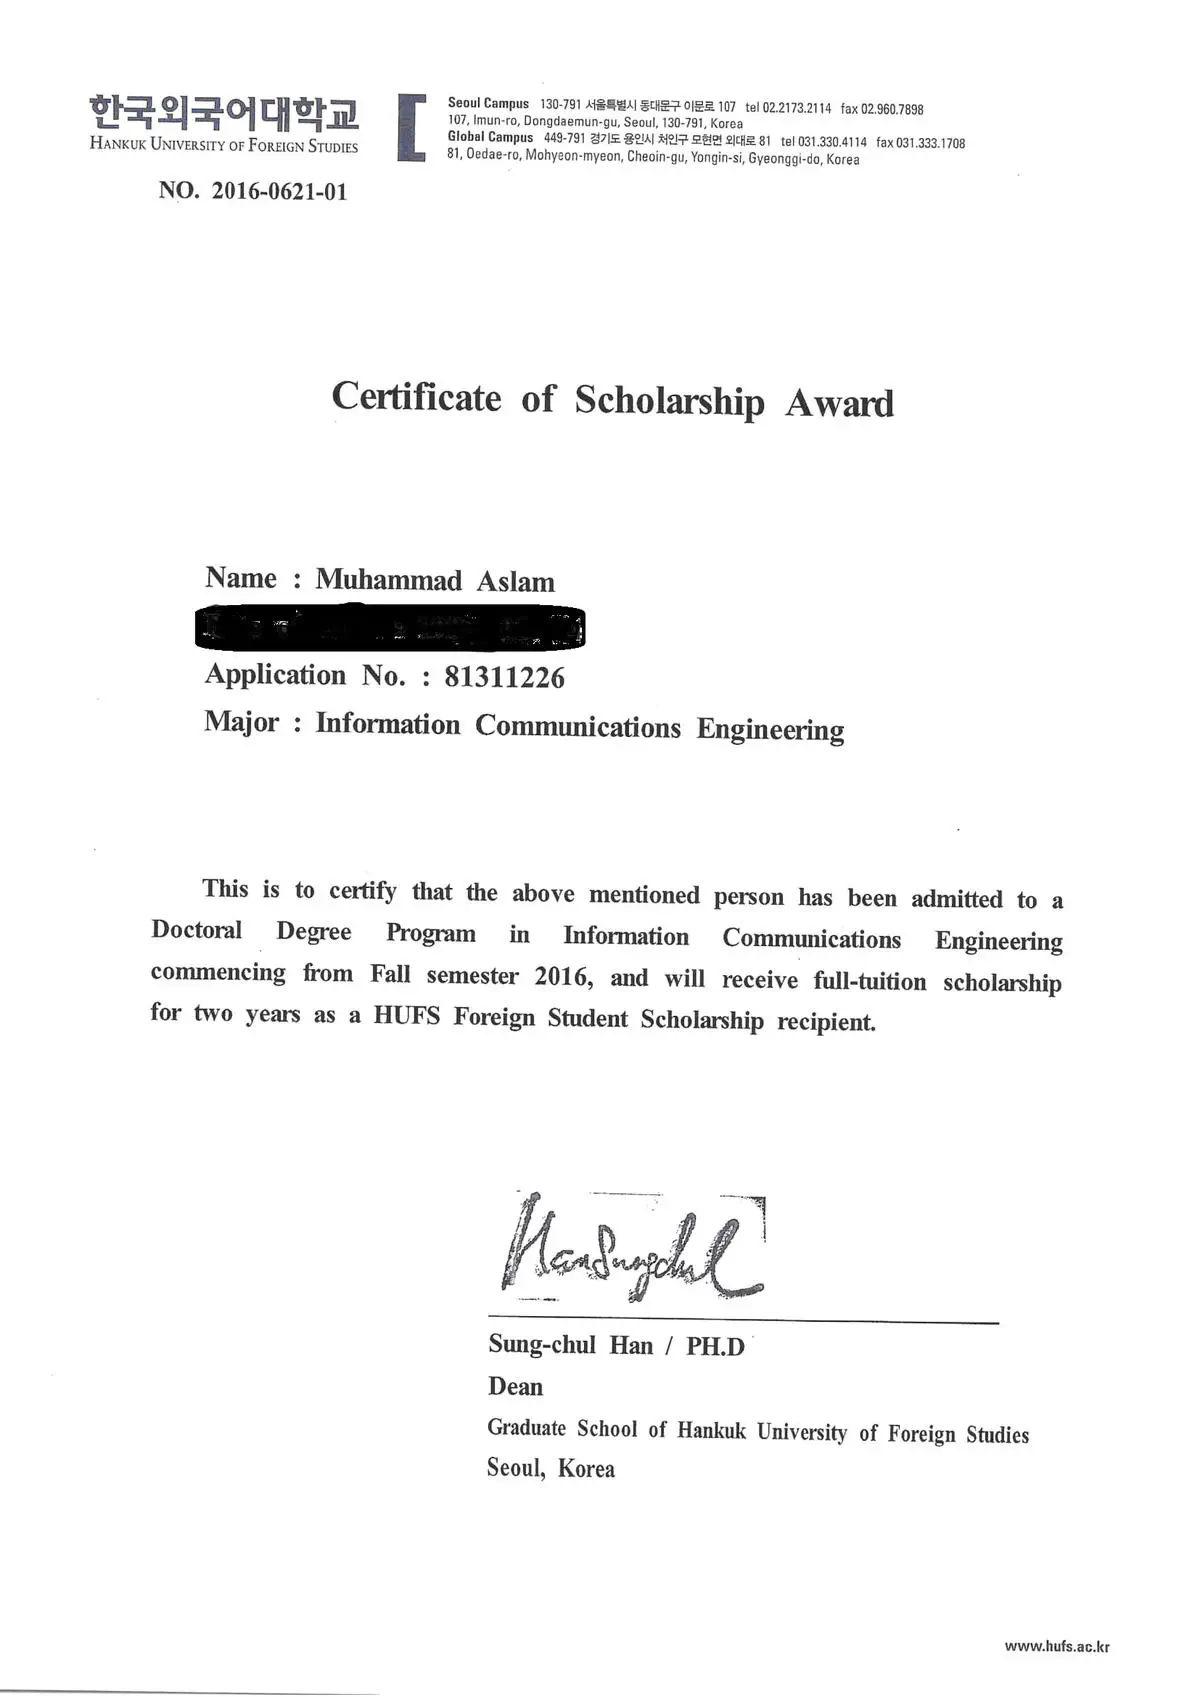 한국외국어대학교
HANKUK UNIVERSITY OF FOREIGN STUDIES
Seoul Campus 130-791 서울특별시 동대문구 이문로 107 tel 02.2173.2114 fax 02.960.7898
107, Imun-ro, Dongdaemun-gu, Seoul, 130-791, Korea
Global Campus 449-791 경기도 용인시 처인구 모현면 외대로 81 tel 031.330.4114 fax 031.333.1708
81, Oedae-ro, Mohyeon-myeon, Cheoin-gu, Yongin-si, Gyeonggi-do, Korea
NO. 2016-0621-01
Certificate of Scholarship Award
Name : Muhammad Aslam
Application No. : 81311226
Major : Information Communications Engineering
This is to certify that the above mentioned person has been admitted to a
Doctoral Degree Program in Information Communications Engineering
commencing from Fall semester 2016, and will receive full-tuition scholarship
for two years as a HUFS Foreign Student Scholarship recipient.
HanSungchul
Sung-chul Han / PH.D
Dean
Graduate School of Hankuk University of Foreign Studies
Seoul, Korea
www.hufs.ac.kr